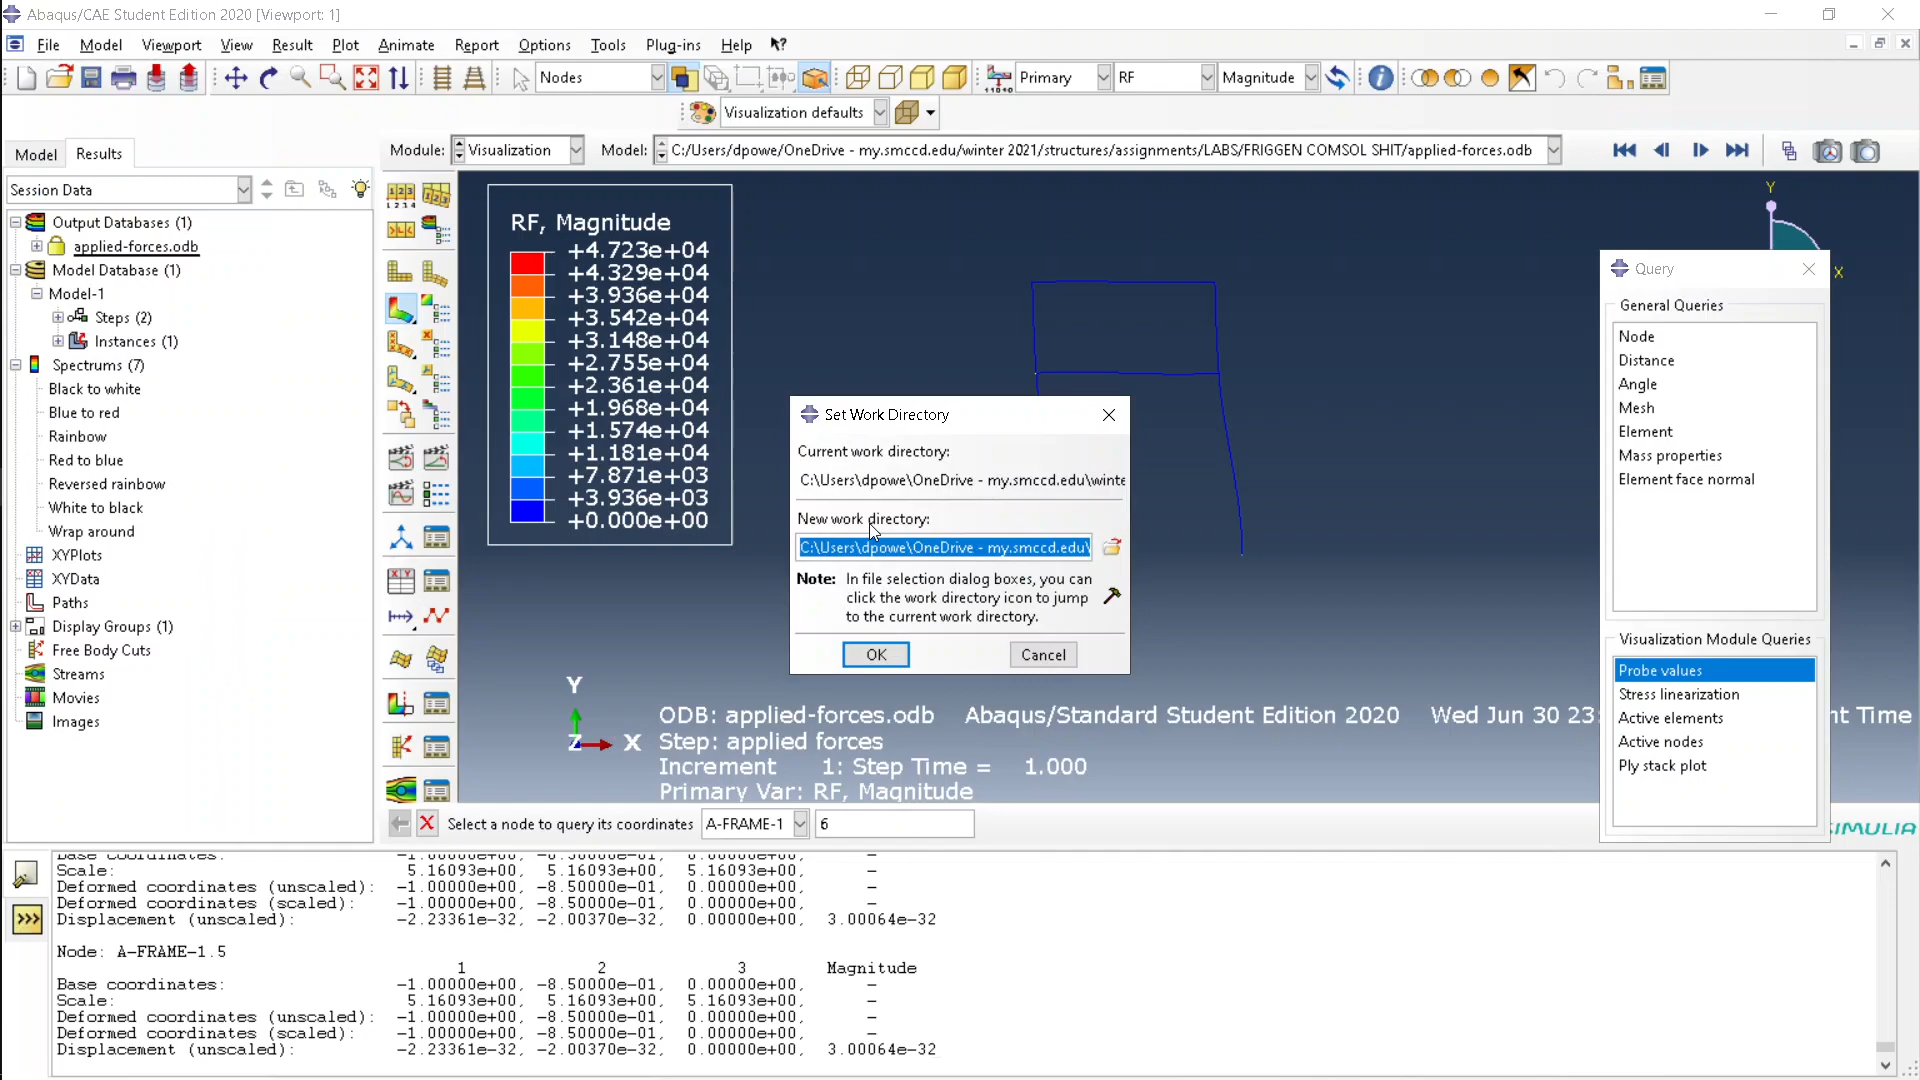 Abaqus/CAE Student Edition 2020 [Viewport: 1]
File Model Viewport View Result Plot Animate Report Options Tools Plug-ins Help
Nodes Primary RF Magnitude
Visualization defaults
Model Results
Module: Visualization Model: C:/Users/dpowe/OneDrive - my.smccd.edu/winter 2021/structures/assignments/LABS/FRIGGEN COMSOL SHIT/applied-forces.odb
Session Data
Output Databases (1)
applied-forces.odb
Model Database (1)
Model-1
Steps (2)
Instances (1)
Spectrums (7)
Black to white
Blue to red
Rainbow
Red to blue
Reversed rainbow
White to black
Wrap around
XYPlots
XYData
Paths
Display Groups (1)
Free Body Cuts
Streams
Movies
Images
RF, Magnitude
+4.723e+04
+4.329e+04
+3.936e+04
+3.542e+04
+3.148e+04
+2.755e+04
+2.361e+04
+1.968e+04
+1.574e+04
+1.181e+04
+7.871e+03
+3.936e+03
+0.000e+00
Y
X
Set Work Directory
Current work directory:
C:\Users\dpowe\OneDrive - my.smccd.edu\winte
New work directory:
C:\Users\dpowe\OneDrive - my.smccd.edu\
Note: In file selection dialog boxes, you can
click the work directory icon to jump
to the current work directory.
OK Cancel
Query
General Queries
Node
Distance
Angle
Mesh
Element
Mass properties
Element face normal
Visualization Module Queries
Probe values
Stress linearization
Active elements
Active nodes
Ply stack plot
Y
Z X
ODB: applied-forces.odb Abaqus/Standard Student Edition 2020 Wed Jun 30 23: nt Time
Step: applied forces
Increment 1: Step Time = 1.000
Primary Var: RF, Magnitude
Select a node to query its coordinates A-FRAME-1 6
SIMULIA
Scale: 5.16093e+00, 5.16093e+00, 5.16093e+00, -
Deformed coordinates (unscaled): -1.00000e+00, -8.50000e-01, 0.00000e+00, -
Deformed coordinates (scaled): -1.00000e+00, -8.50000e-01, 0.00000e+00, -
Displacement (unscaled): -2.23361e-32, -2.00370e-32, 0.00000e+00, 3.00064e-32
Node: A-FRAME-1.5
1 2 3 Magnitude
Base coordinates: -1.00000e+00, -8.50000e-01, 0.00000e+00, -
Scale: 5.16093e+00, 5.16093e+00, 5.16093e+00, -
Deformed coordinates (unscaled): -1.00000e+00, -8.50000e-01, 0.00000e+00, -
Deformed coordinates (scaled): -1.00000e+00, -8.50000e-01, 0.00000e+00, -
Displacement (unscaled): -2.23361e-32, -2.00370e-32, 0.00000e+00, 3.00064e-32